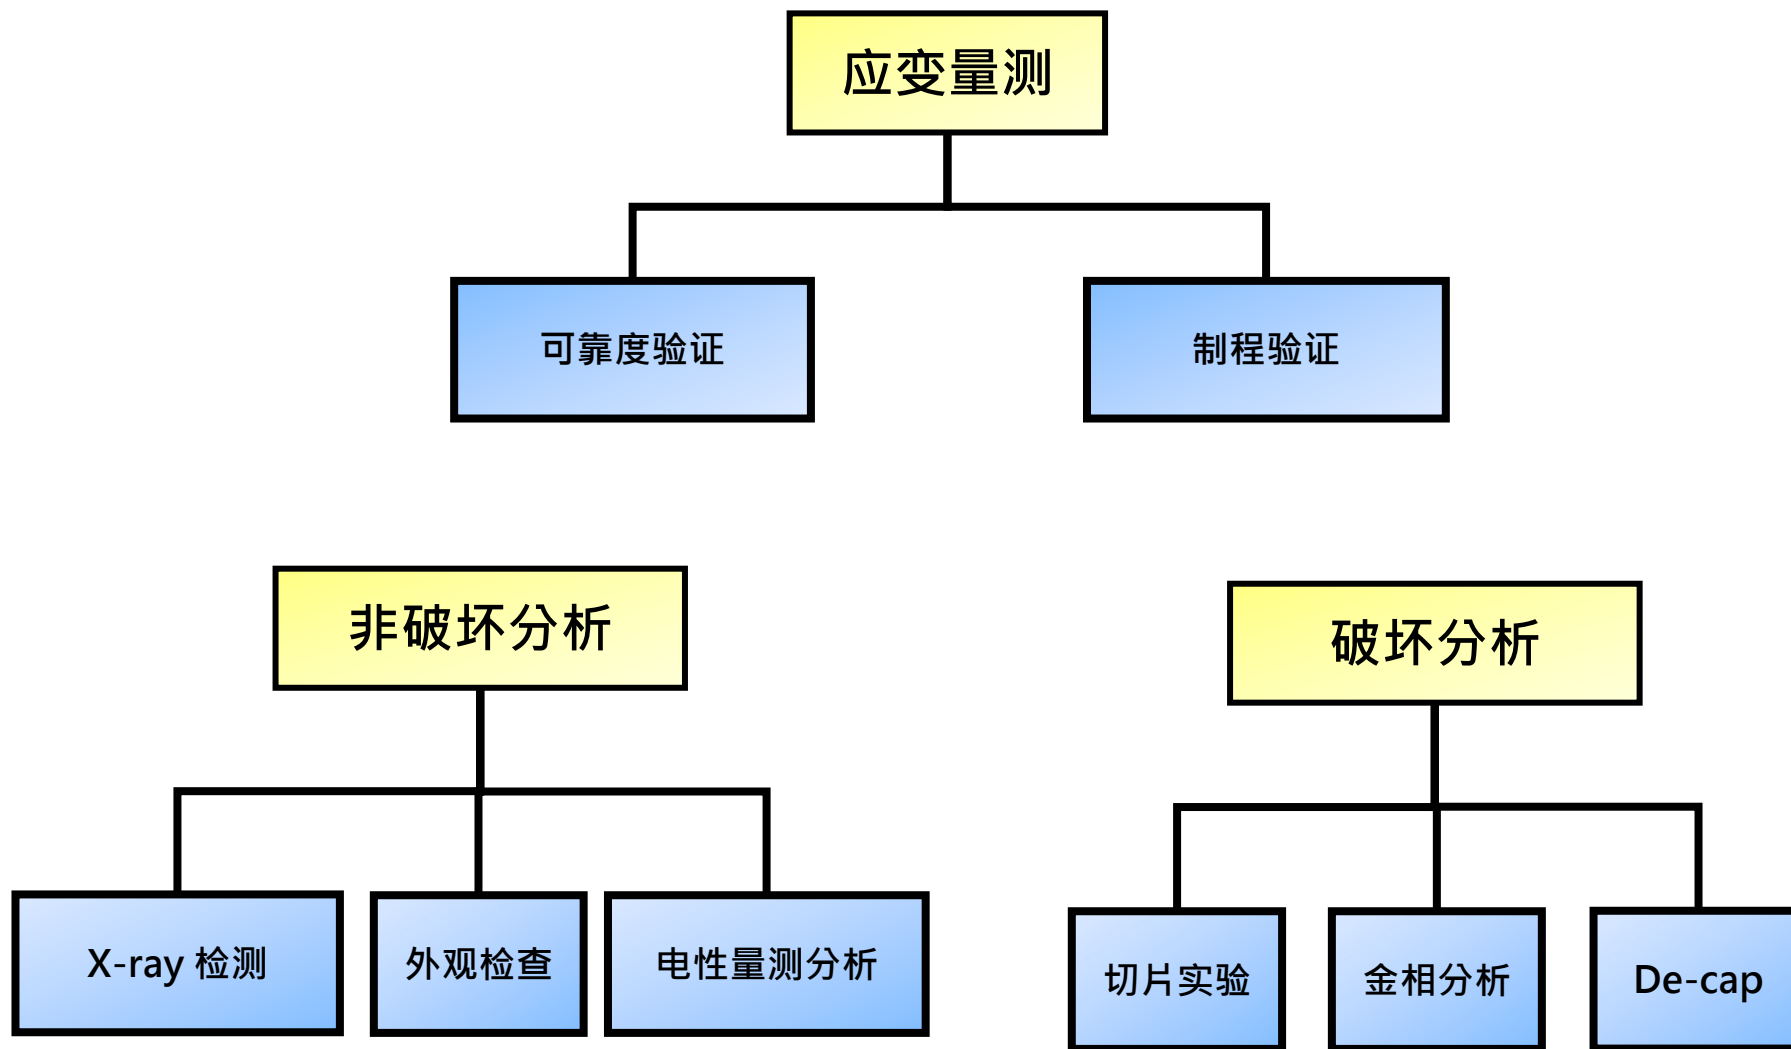 应变量测
可靠度验证
制程验证
非破坏分析
破坏分析
X-ray 检测
外观检查
电性量测分析
切片实验
金相分析
De-cap